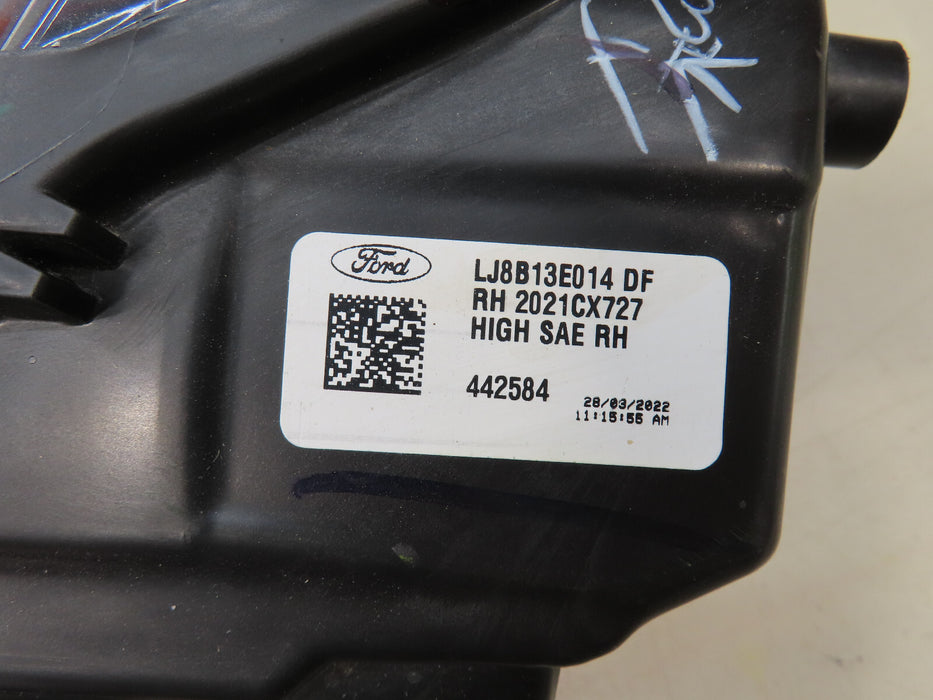 Ford
LJ8B13E014 DF
RH 2021CX727
HIGH SAE RH
442584
28/03/2022
11:15:55 AM